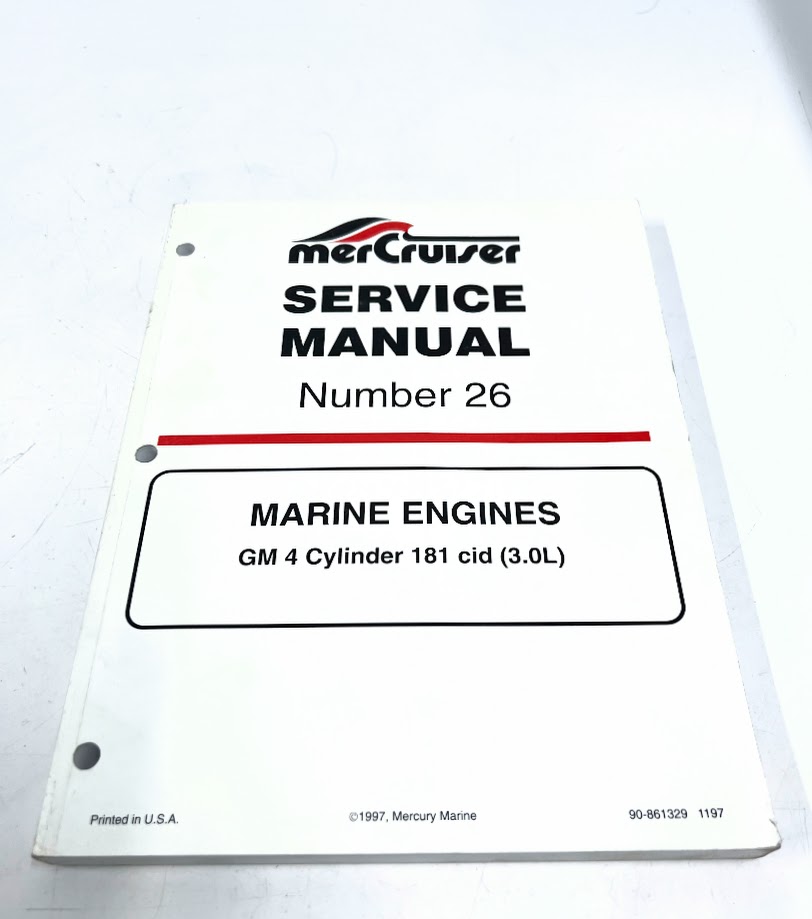 merCruiser
SERVICE
MANUAL
Number 26
MARINE ENGINES
GM 4 Cylinder 181 cid (3.0L)
Printed in U.S.A. ©1997, Mercury Marine 90-861329 1197